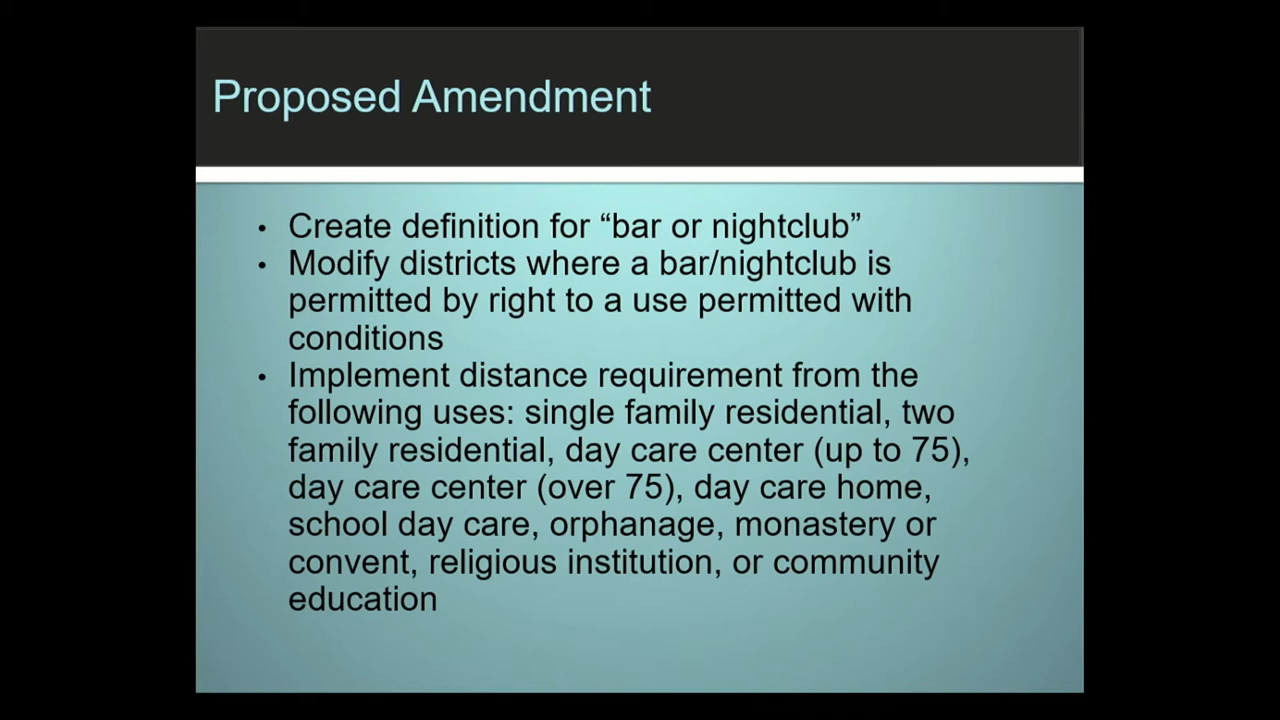 Proposed Amendment
• Create definition for “bar or nightclub”
• Modify districts where a bar/nightclub is
permitted by right to a use permitted with
conditions
• Implement distance requirement from the
following uses: single family residential, two
family residential, day care center (up to 75),
day care center (over 75), day care home,
school day care, orphanage, monastery or
convent, religious institution, or community
education